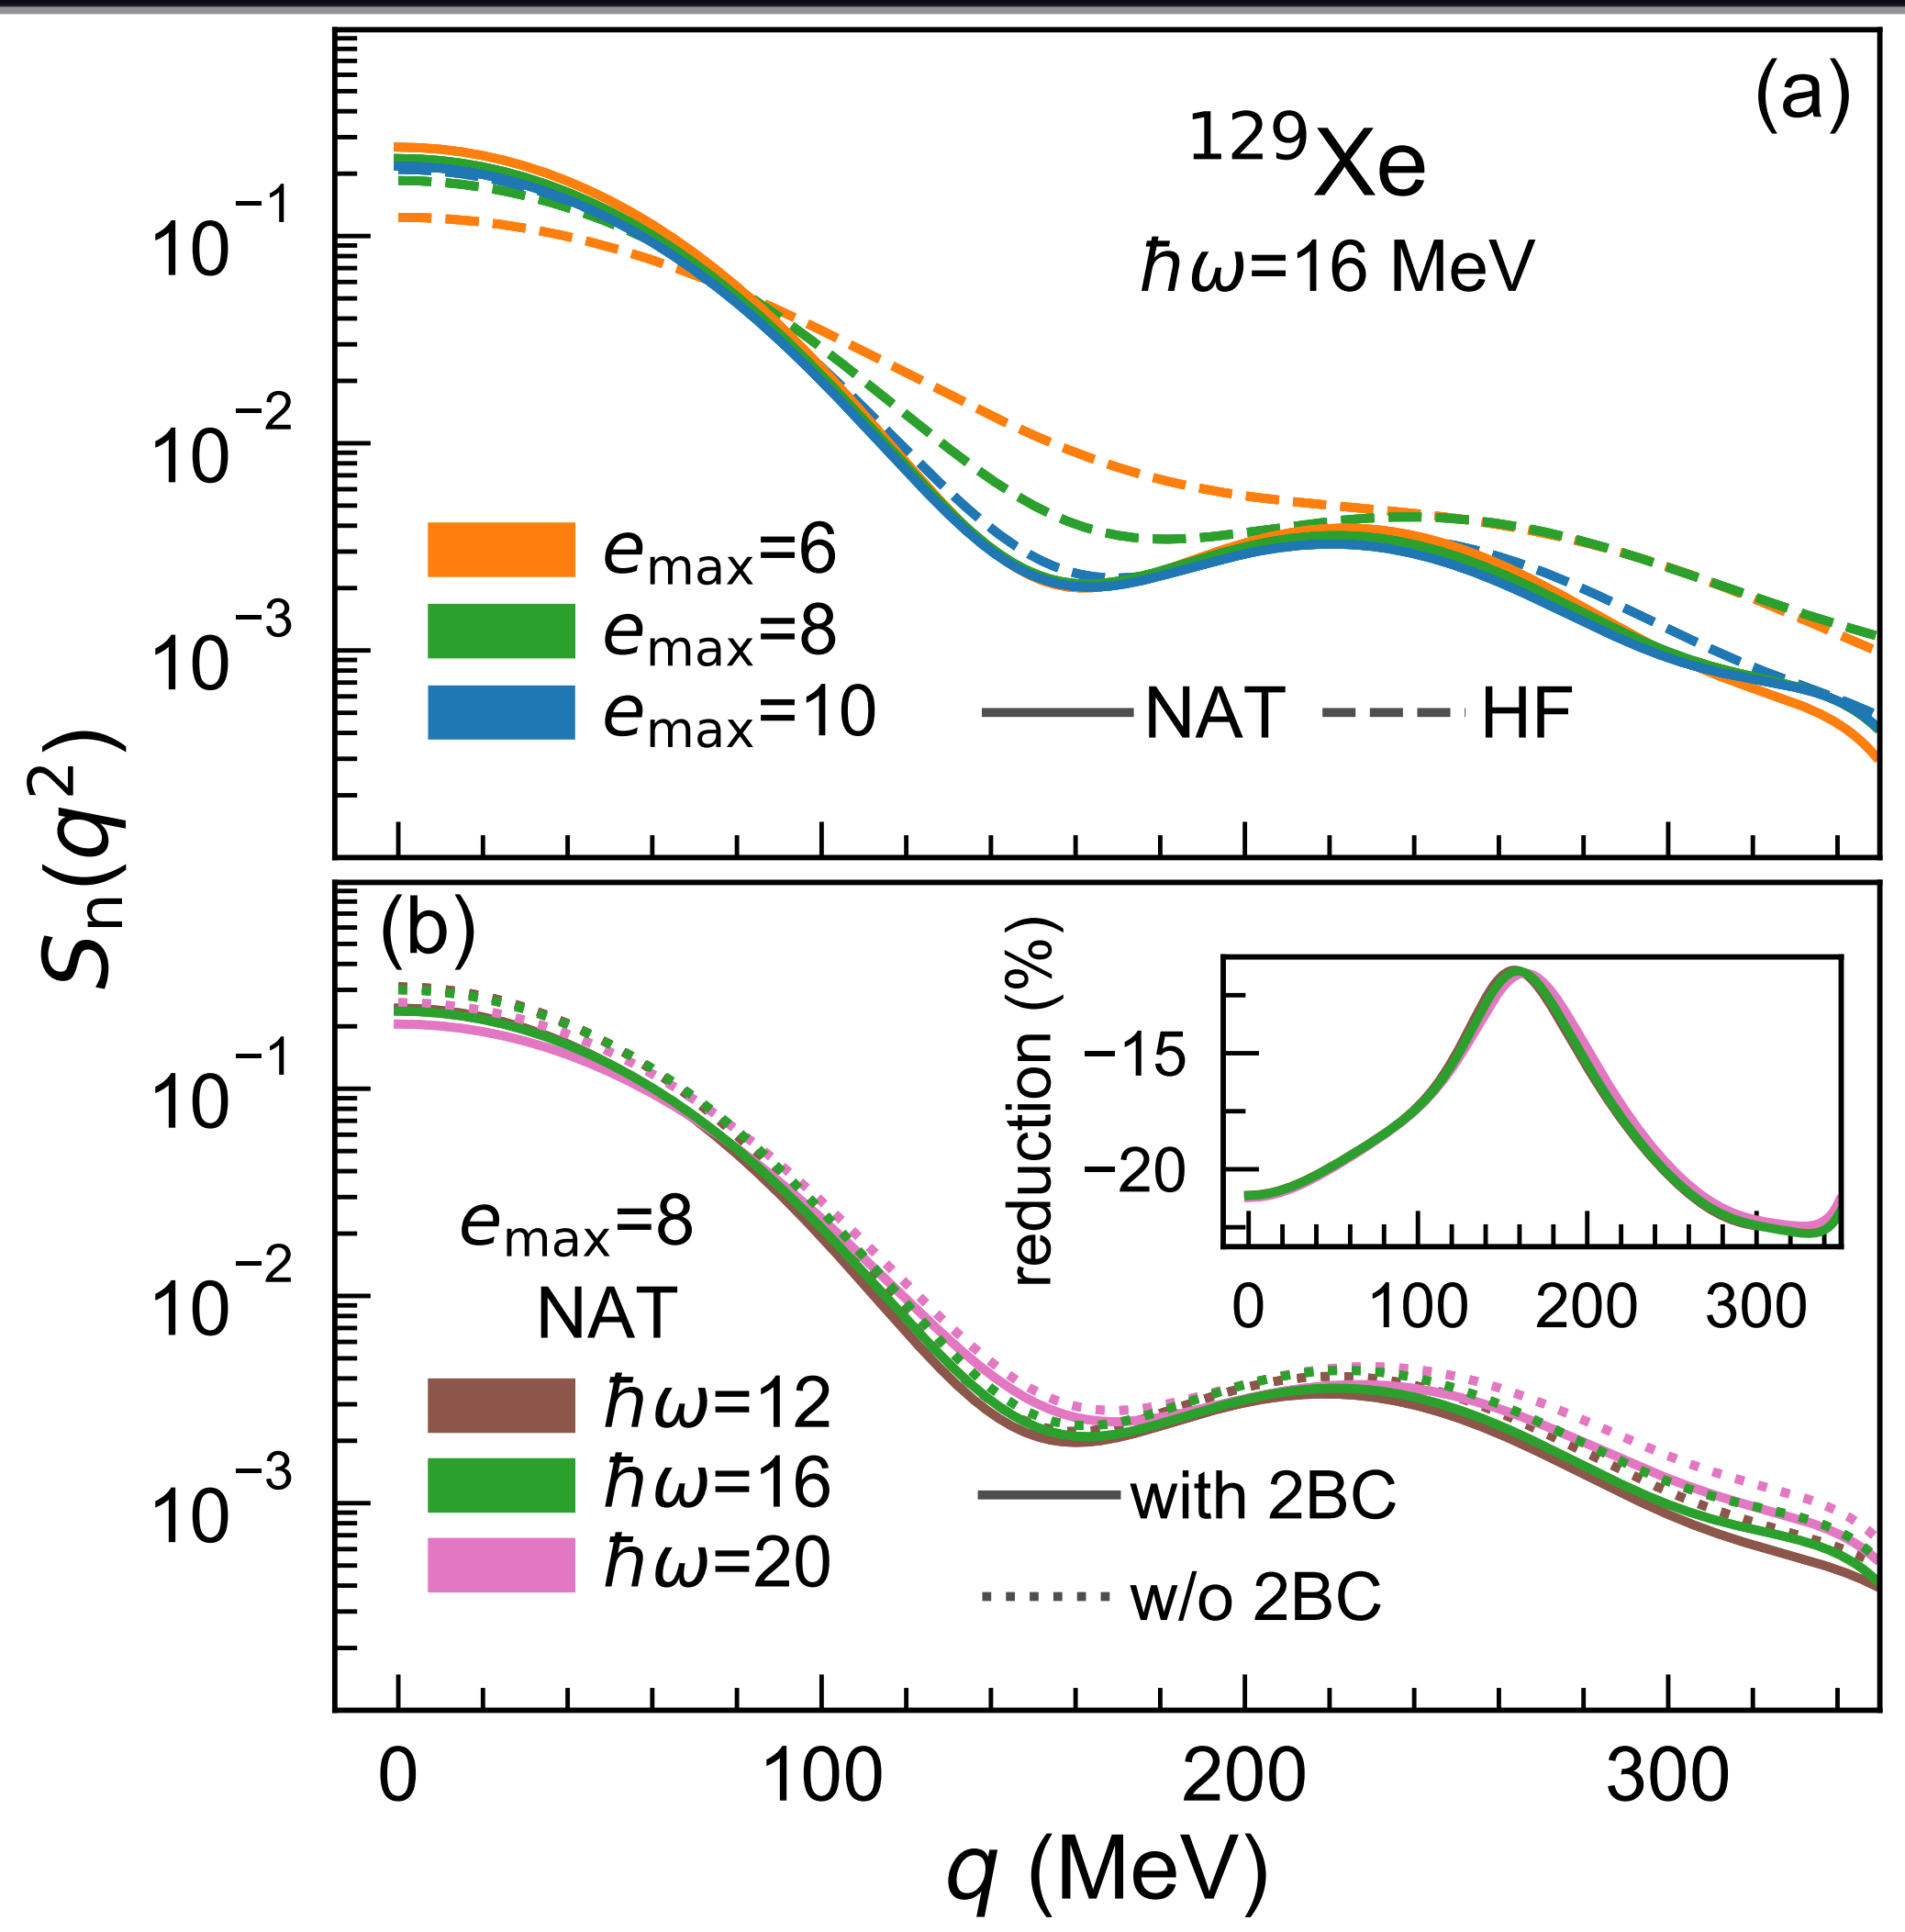 (a)
¹²⁹Xe
ħω=16 MeV
10⁻¹
10⁻²
10⁻³
eₘₐₓ=6
eₘₐₓ=8
eₘₐₓ=10
NAT
HF
Sₙ(q²)
(b)
reduction (%)
−15
−20
0 100 200 300
10⁻¹
10⁻²
10⁻³
eₘₐₓ=8
NAT
ħω=12
ħω=16
ħω=20
with 2BC
w/o 2BC
0 100 200 300
q (MeV)